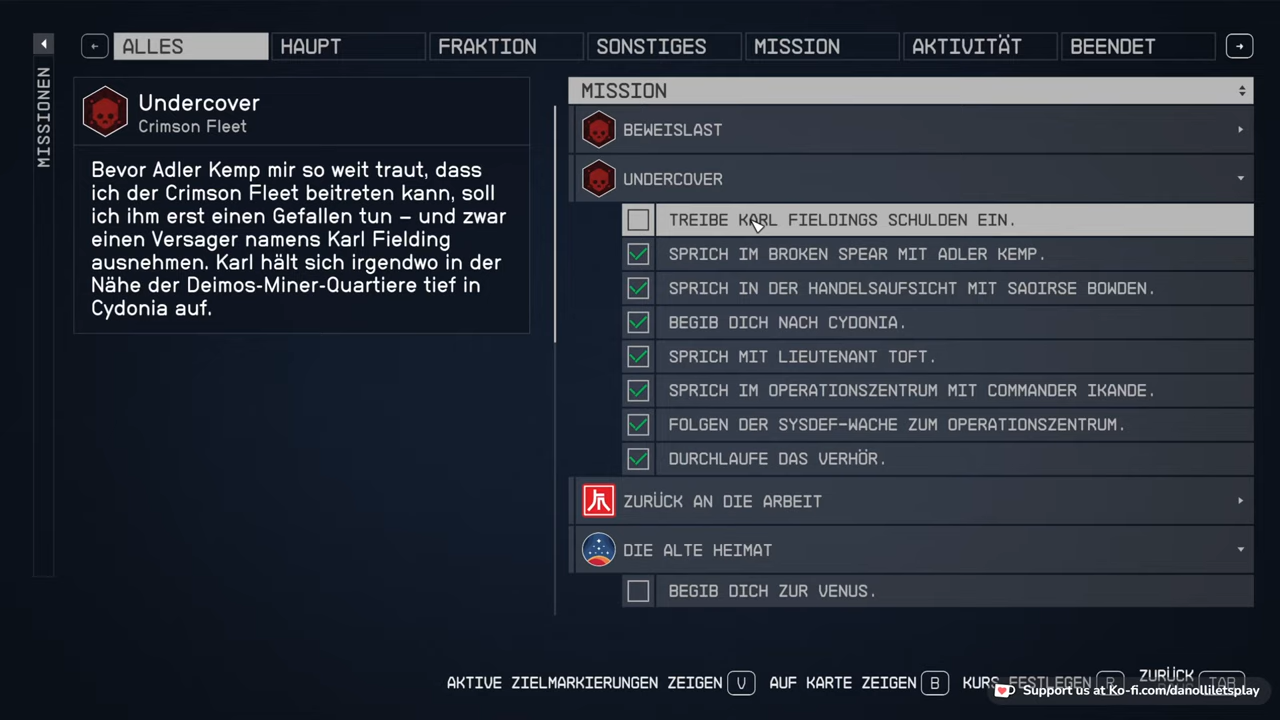 ALLES HAUPT FRAKTION SONSTIGES MISSION AKTIVITÄT BEENDET
MISSIONEN
Undercover
Crimson Fleet
Bevor Adler Kemp mir so weit traut, dass
ich der Crimson Fleet beitreten kann, soll
ich ihm erst einen Gefallen tun – und zwar
einen Versager namens Karl Fielding
ausnehmen. Karl hält sich irgendwo in der
Nähe der Deimos-Miner-Quartiere tief in
Cydonia auf.
MISSION
BEWEISLAST
UNDERCOVER
TREIBE KARL FIELDINGS SCHULDEN EIN.
SPRICH IM BROKEN SPEAR MIT ADLER KEMP.
SPRICH IN DER HANDELSAUFSICHT MIT SAOIRSE BOWDEN.
BEGIB DICH NACH CYDONIA.
SPRICH MIT LIEUTENANT TOFT.
SPRICH IM OPERATIONSZENTRUM MIT COMMANDER IKANDE.
FOLGEN DER SYSDEF-WACHE ZUM OPERATIONSZENTRUM.
DURCHLAUFE DAS VERHÖR.
ZURÜCK AN DIE ARBEIT
DIE ALTE HEIMAT
BEGIB DICH ZUR VENUS.
AKTIVE ZIELMARKIERUNGEN ZEIGEN V AUF KARTE ZEIGEN B KURS FESTLEGEN R ZURÜCK TAB
Support us at Ko-fi.com/danolliletsplay